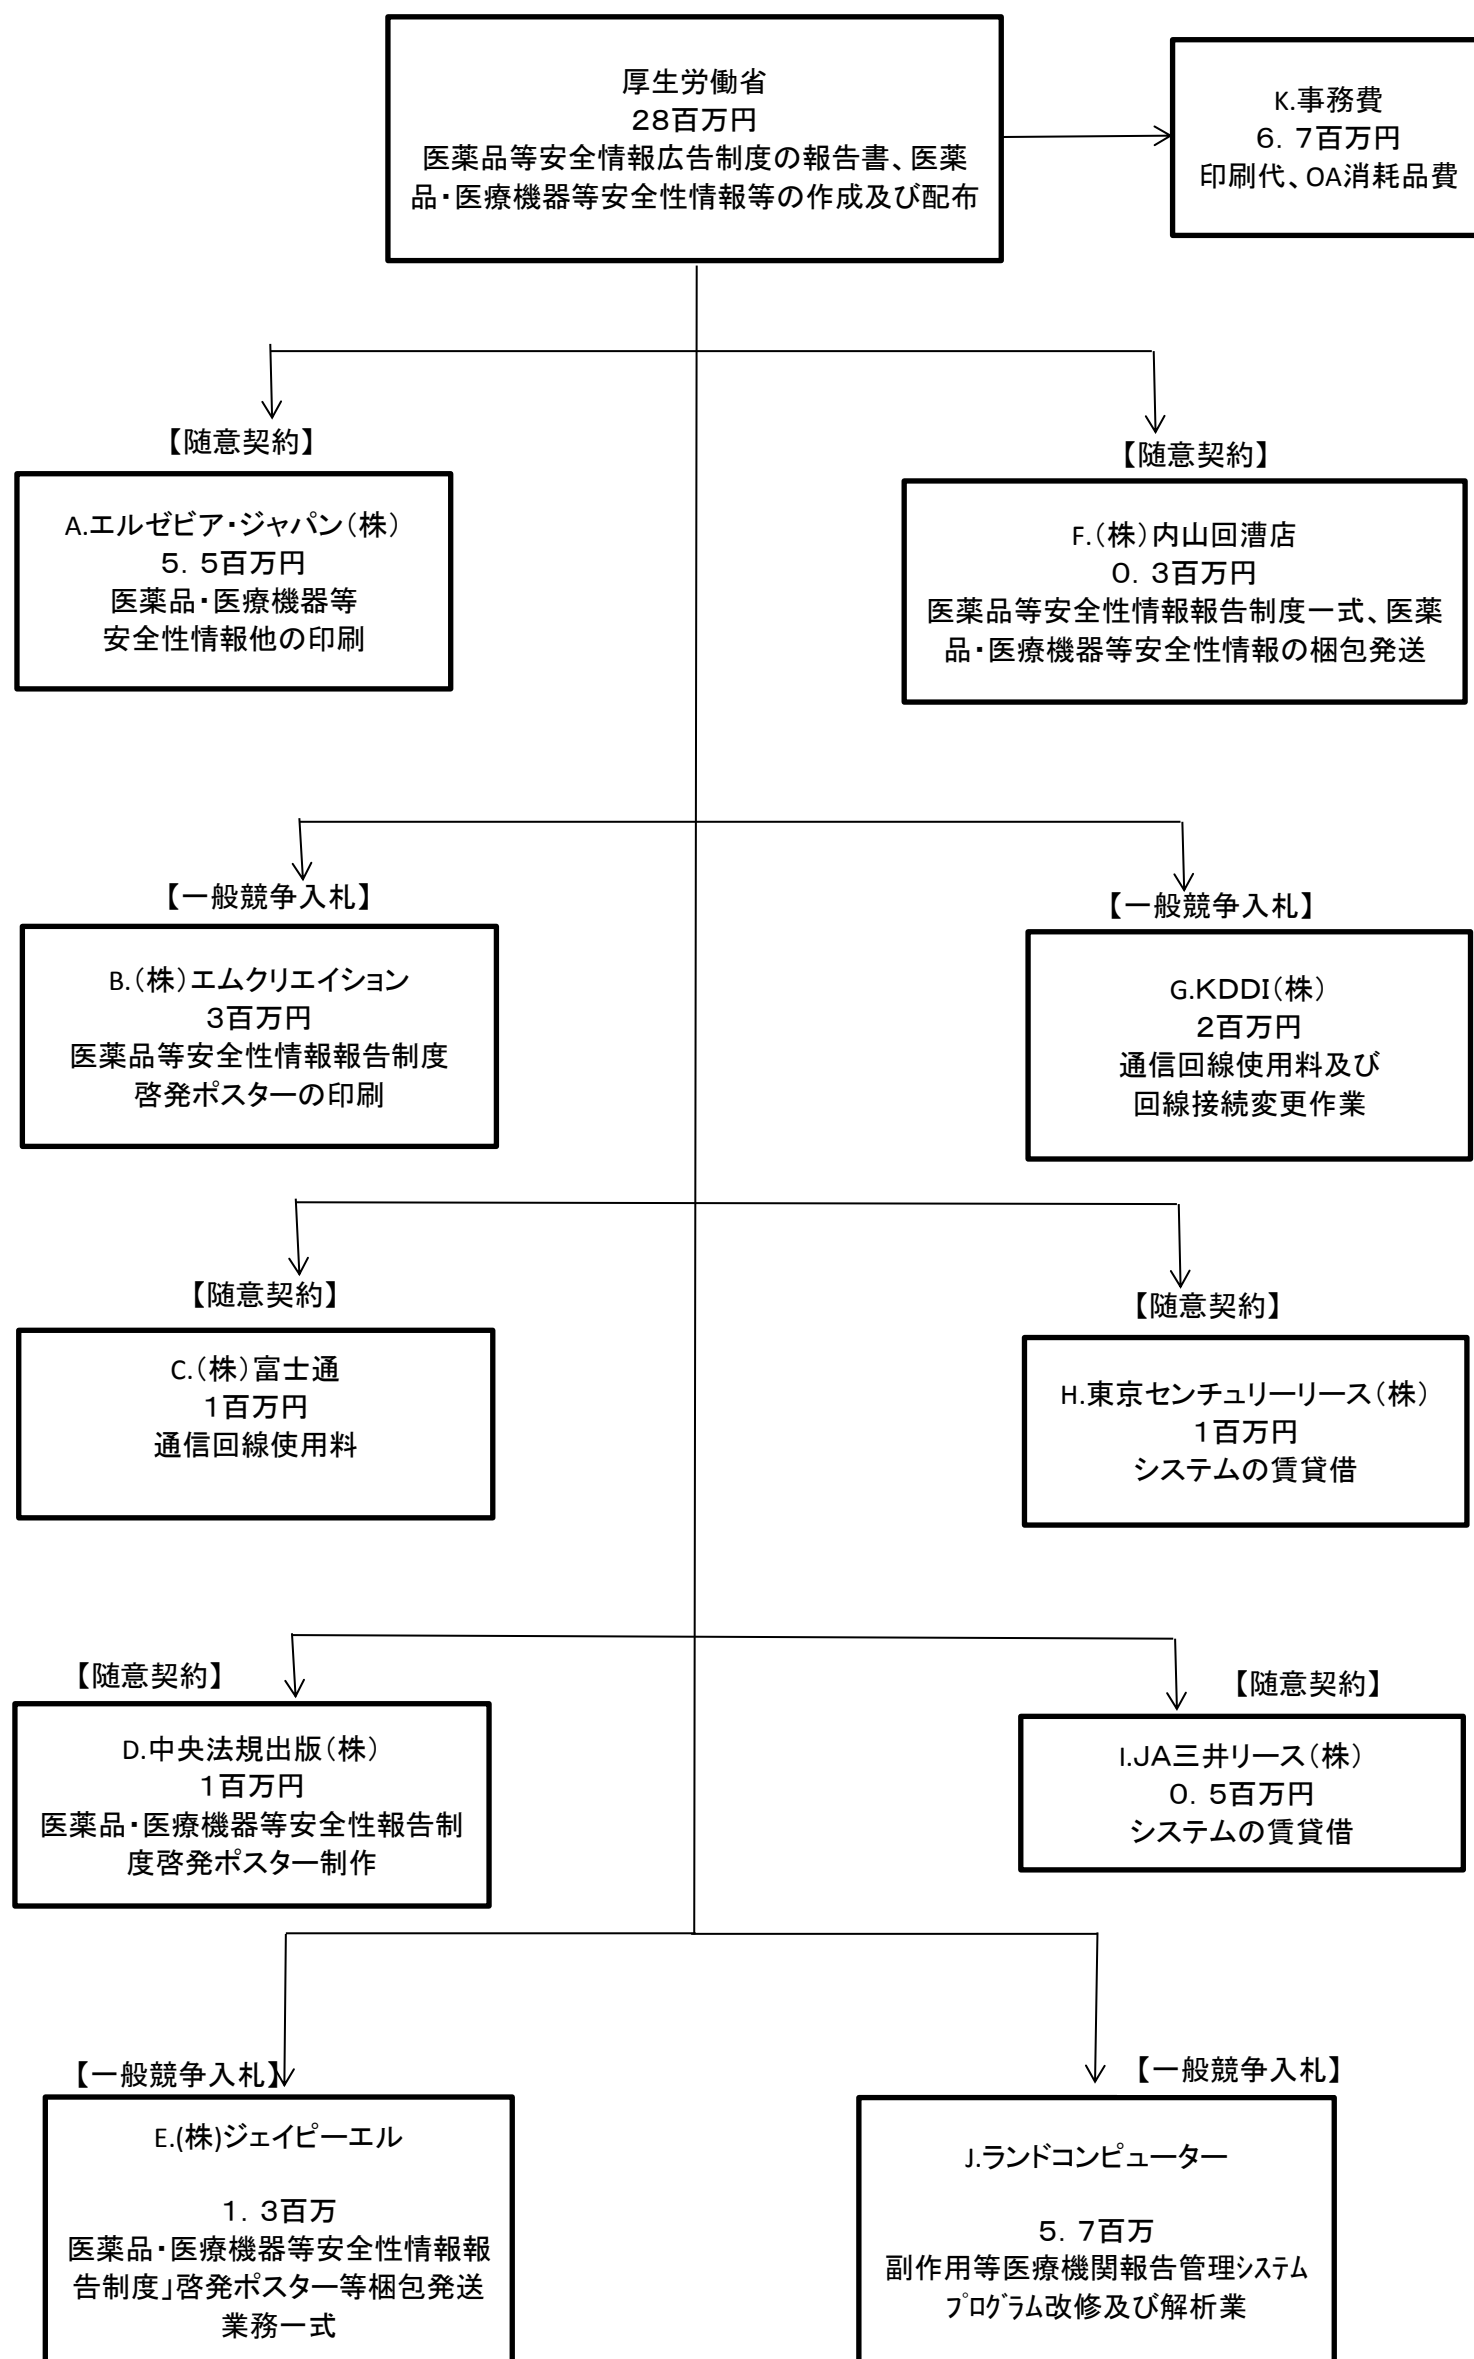 厚生労働省
２８百万円
医薬品等安全情報広告制度の報告書、医薬
品・医療機器等安全性情報等の作成及び配布
K.事務費
６．７百万円
印刷代、OA消耗品費
【随意契約】
A.エルゼビア・ジャパン（株）
５．５百万円
医薬品・医療機器等
安全性情報他の印刷
【随意契約】
F.（株）内山回漕店
０．３百万円
医薬品等安全性情報報告制度一式、医薬
品・医療機器等安全性情報の梱包発送
【一般競争入札】
B.（株）エムクリエイション
３百万円
医薬品等安全性情報報告制度
啓発ポスターの印刷
【一般競争入札】
G.KDDI（株）
２百万円
通信回線使用料及び
回線接続変更作業
【随意契約】
C.（株）富士通
１百万円
通信回線使用料
【随意契約】
H.東京センチュリーリース（株）
１百万円
システムの賃貸借
【随意契約】
D.中央法規出版（株）
１百万円
医薬品・医療機器等安全性報告制
度啓発ポスター制作
【随意契約】
I.JA三井リース（株）
０．５百万円
システムの賃貸借
【一般競争入札】
E.(株)ジェイピーエル
１．３百万
医薬品・医療機器等安全性情報報
告制度」啓発ポスター等梱包発送
業務一式
【一般競争入札】
J.ランドコンピューター
５．７百万
副作用等医療機関報告管理ｼｽﾃﾑ
ﾌﾟﾛｸﾞﾗﾑ改修及び解析業